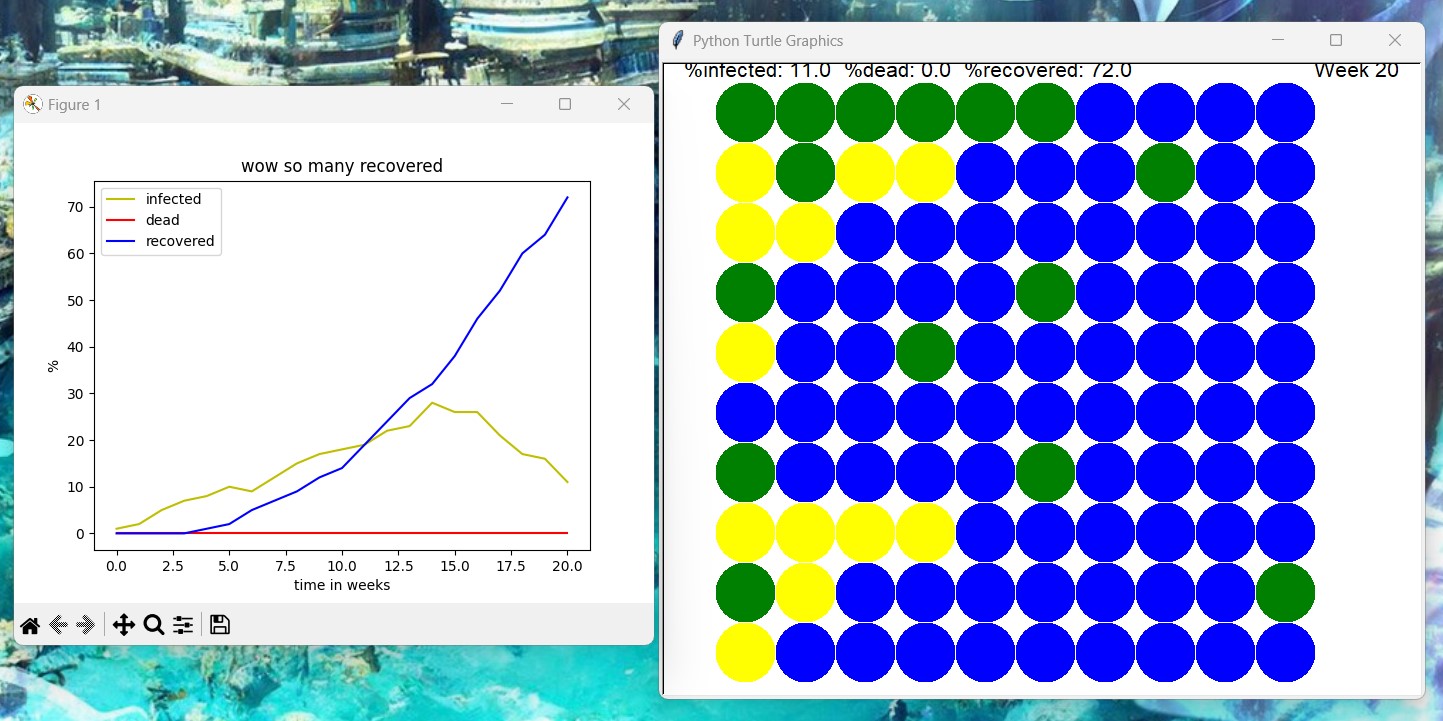 Figure 1
wow so many recovered
infected
dead
recovered
70
60
50
40
30
20
10
0
%
0.0 2.5 5.0 7.5 10.0 12.5 15.0 17.5 20.0
time in weeks
Python Turtle Graphics
%infected: 11.0 %dead: 0.0 %recovered: 72.0 Week 20